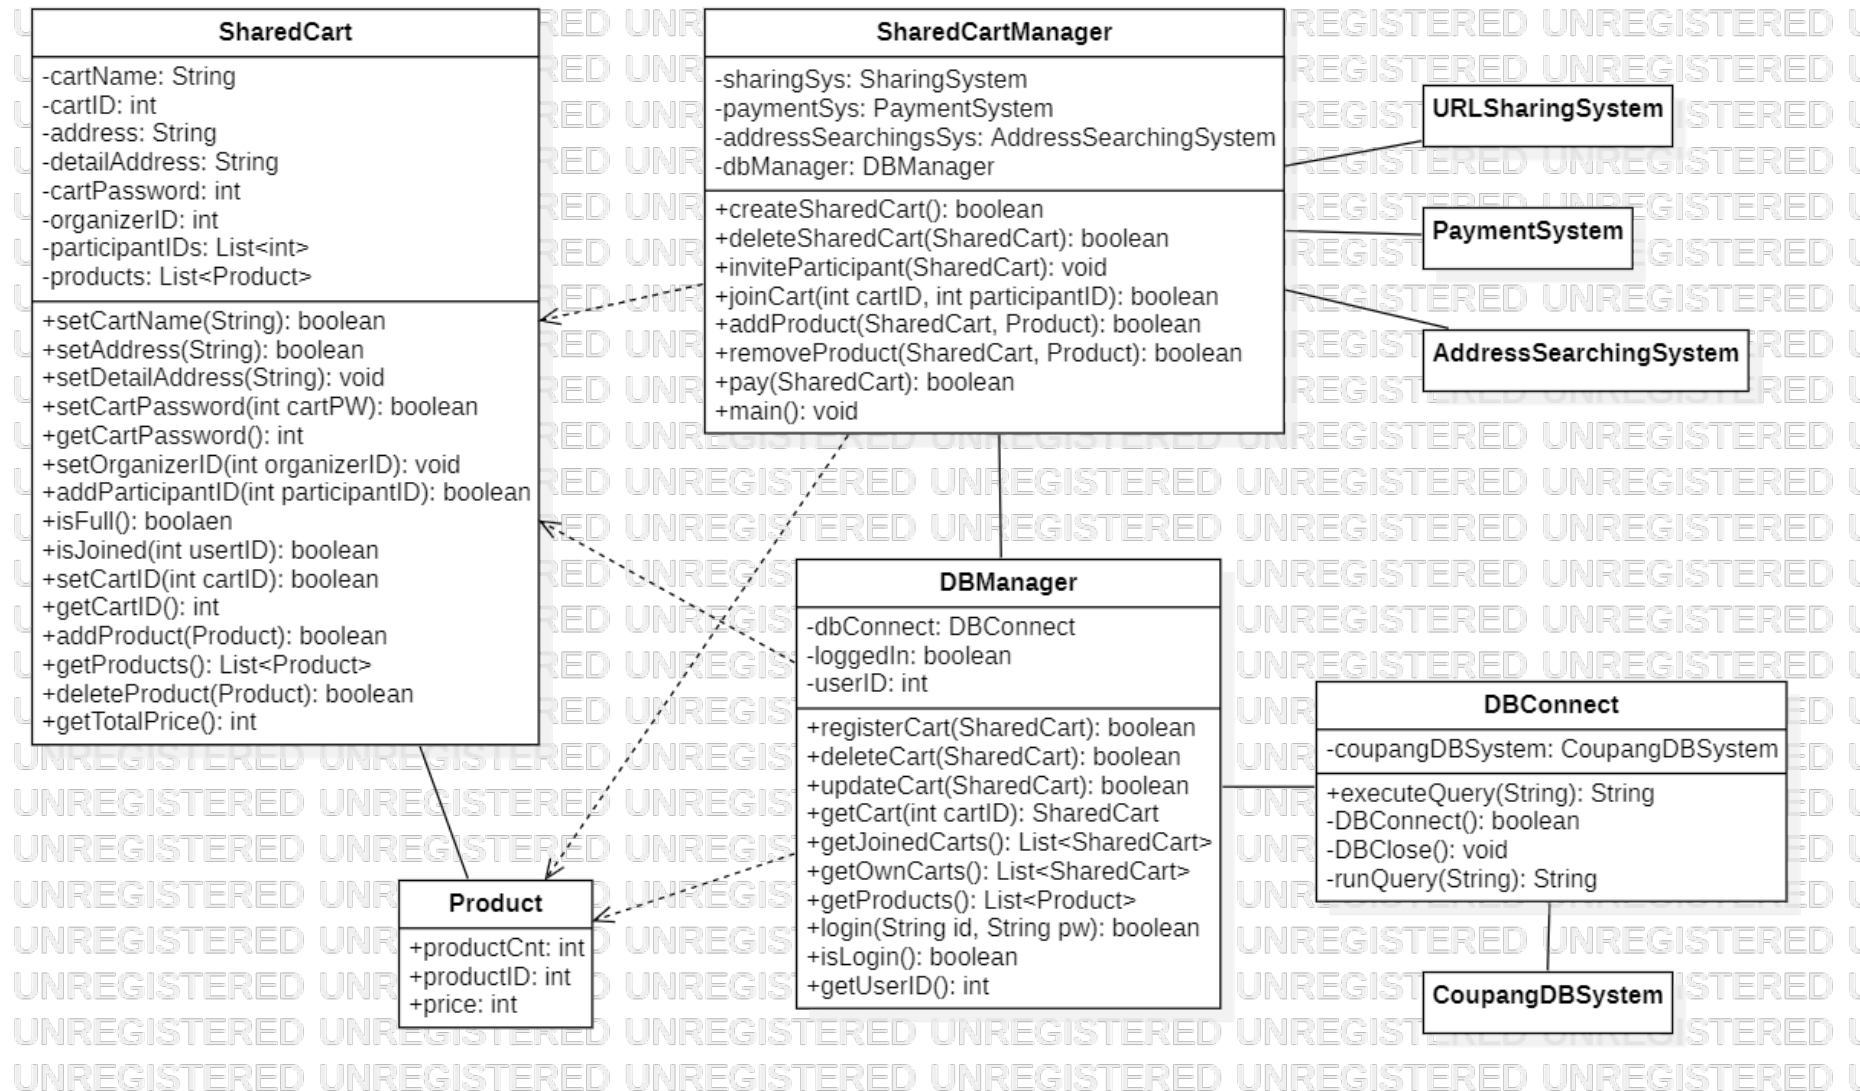 SharedCart
-cartName: String
-cartID: int
-address: String
-detailAddress: String
-cartPassword: int
-organizerID: int
-participantIDs: List<int>
-products: List<Product>
+setCartName(String): boolean
+setAddress(String): boolean
+setDetailAddress(String): void
+setCartPassword(int cartPW): boolean
+getCartPassword(): int
+setOrganizerID(int organizerID): void
+addParticipantID(int participantID): boolean
+isFull(): boolaen
+isJoined(int usertID): boolean
+setCartID(int cartID): boolean
+getCartID(): int
+addProduct(Product): boolean
+getProducts(): List<Product>
+deleteProduct(Product): boolean
+getTotalPrice(): int
SharedCartManager
-sharingSys: SharingSystem
-paymentSys: PaymentSystem
-addressSearchingsSys: AddressSearchingSystem
-dbManager: DBManager
+createSharedCart(): boolean
+deleteSharedCart(SharedCart): boolean
+inviteParticipant(SharedCart): void
+joinCart(int cartID, int participantID): boolean
+addProduct(SharedCart, Product): boolean
+removeProduct(SharedCart, Product): boolean
+pay(SharedCart): boolean
+main(): void
URLSharingSystem
PaymentSystem
AddressSearchingSystem
DBManager
-dbConnect: DBConnect
-loggedIn: boolean
-userID: int
+registerCart(SharedCart): boolean
+deleteCart(SharedCart): boolean
+updateCart(SharedCart): boolean
+getCart(int cartID): SharedCart
+getJoinedCarts(): List<SharedCart>
+getOwnCarts(): List<SharedCart>
+getProducts(): List<Product>
+login(String id, String pw): boolean
+isLogin(): boolean
+getUserID(): int
DBConnect
-coupangDBSystem: CoupangDBSystem
+executeQuery(String): String
-DBConnect(): boolean
-DBClose(): void
-runQuery(String): String
CoupangDBSystem
Product
+productCnt: int
+productID: int
+price: int
UNREGISTERED